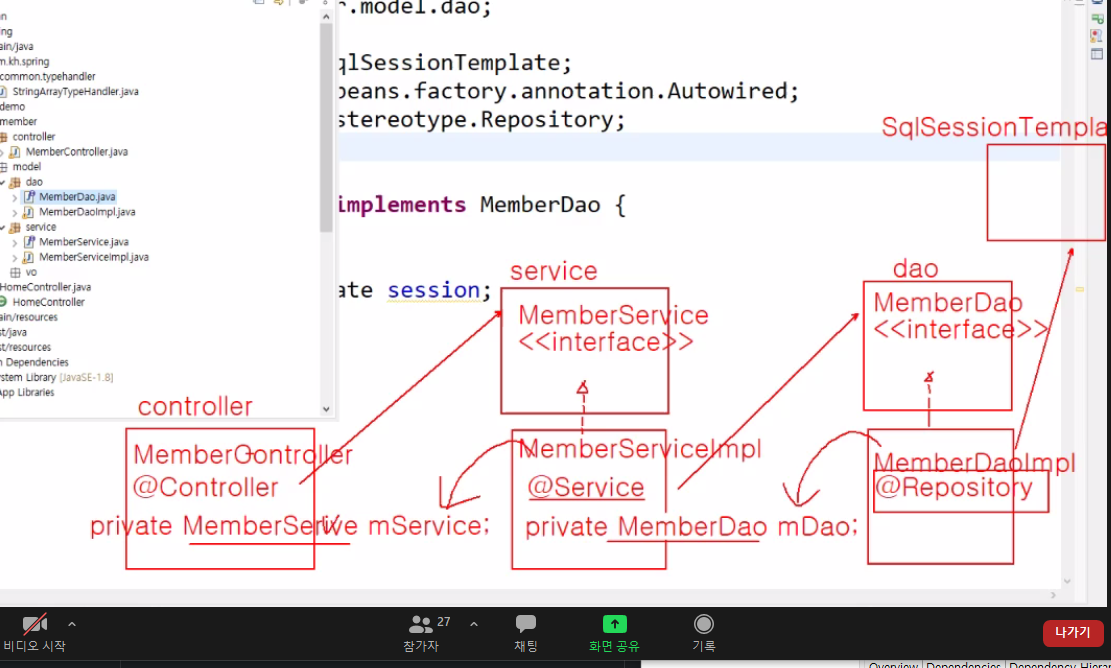 ain/java
m.kh.spring
common.typehandler
StringArrayTypeHandler.java
demo
member
controller
MemberController.java
model
dao
MemberDao.java
MemberDaoImpl.java
service
MemberService.java
MemberServiceImpl.java
vo
HomeController.java
HomeController
ain/resources
st/java
st/resources
n Dependencies
stem Library [JavaSE-1.8]
App Libraries
r.model.dao;
qlSessionTemplate;
beans.factory.annotation.Autowired;
stereotype.Repository;
implements MemberDao {
ate session;
SqlSessionTempla
service
MemberService
<<interface>>
dao
MemberDao
<<interface>>
controller
MemberController
@Controller
private MemberSerive mService;
MemberServiceImpl
@Service
private MemberDao mDao;
MemberDaoImpl
@Repository
비디오 시작
참가자
27
채팅
화면 공유
기록
나가기
Overview Dependencies Dependency Hierar